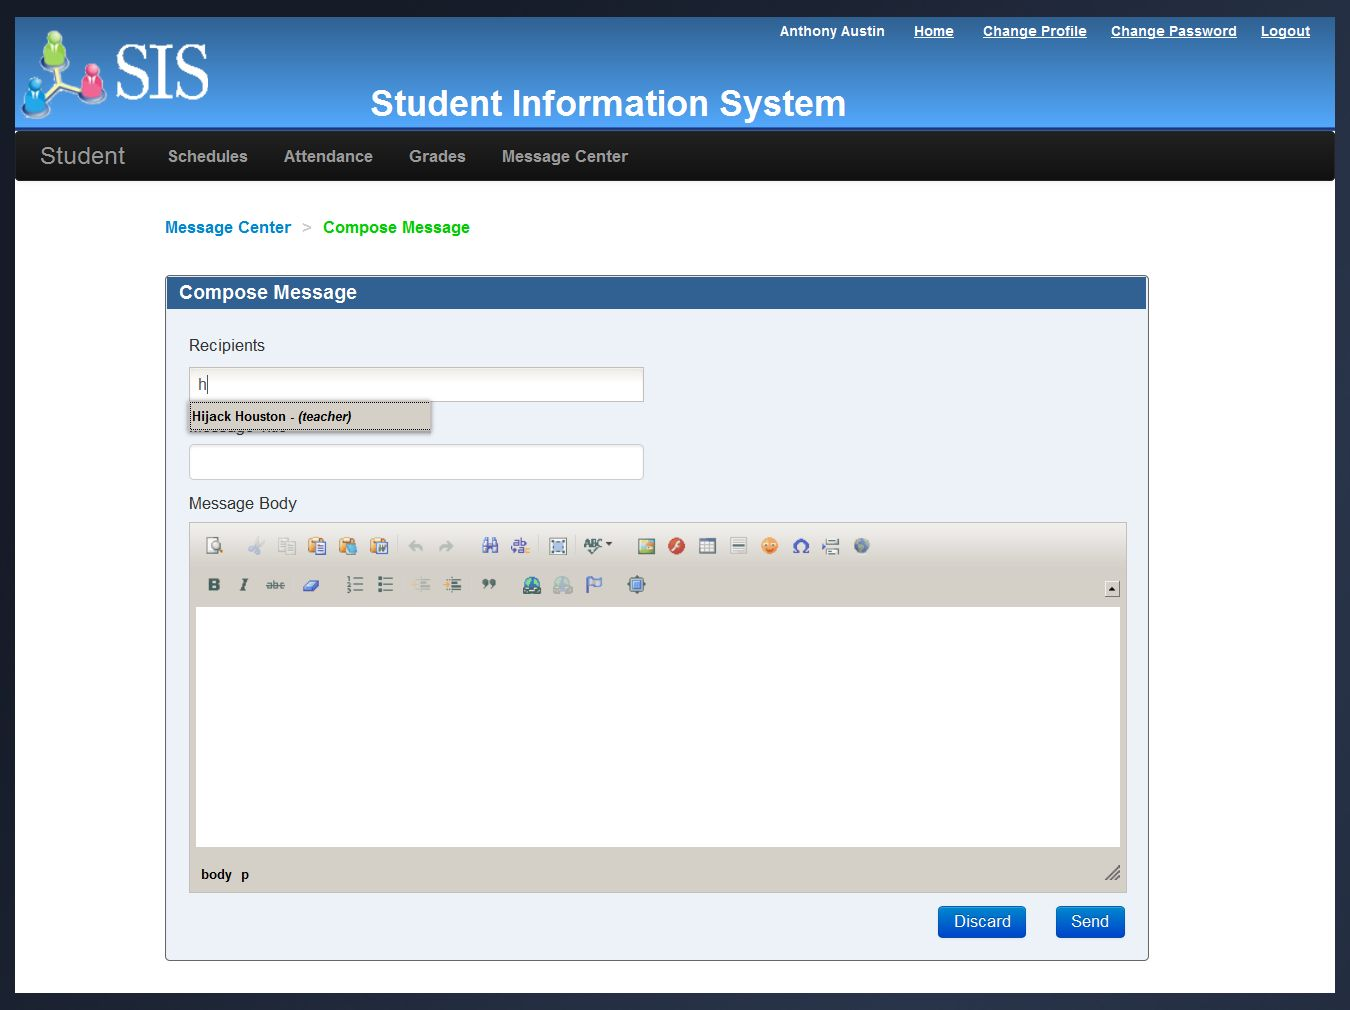 Anthony Austin Home Change Profile Change Password Logout
SIS
Student Information System
Student Schedules Attendance Grades Message Center
Message Center > Compose Message
Compose Message
Recipients
h
Hijack Houston - (teacher)
Message Body
ABC
abc
body p
Discard Send